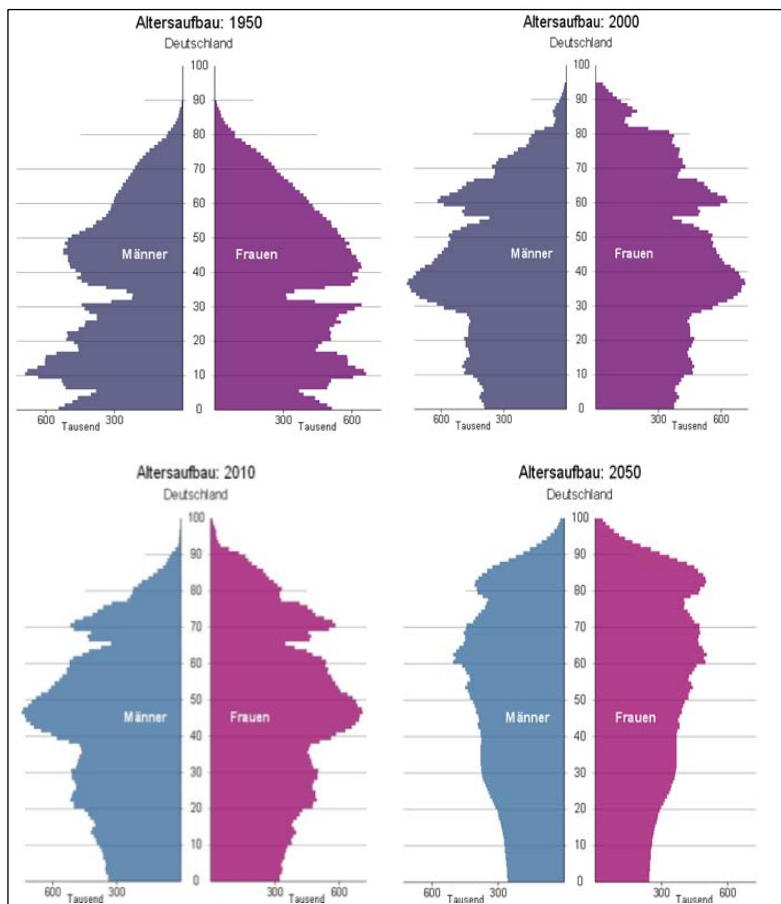 Altersaufbau: 1950
Deutschland
100
90
80
70
60
50
Männer
Frauen
40
30
20
10
0
600
300
300
600
Tausend
Tausend
Altersaufbau: 2000
Deutschland
100
90
80
70
60
50
Männer
Frauen
40
30
20
10
0
600
300
300
600
Tausend
Tausend
Altersaufbau: 2010
Deutschland
100
90
80
70
60
50
Männer
Frauen
40
30
20
10
0
600
300
300
600
Tausend
Tausend
Altersaufbau: 2050
Deutschland
100
90
80
70
60
50
Männer
Frauen
40
30
20
10
0
600
300
300
600
Tausend
Tausend